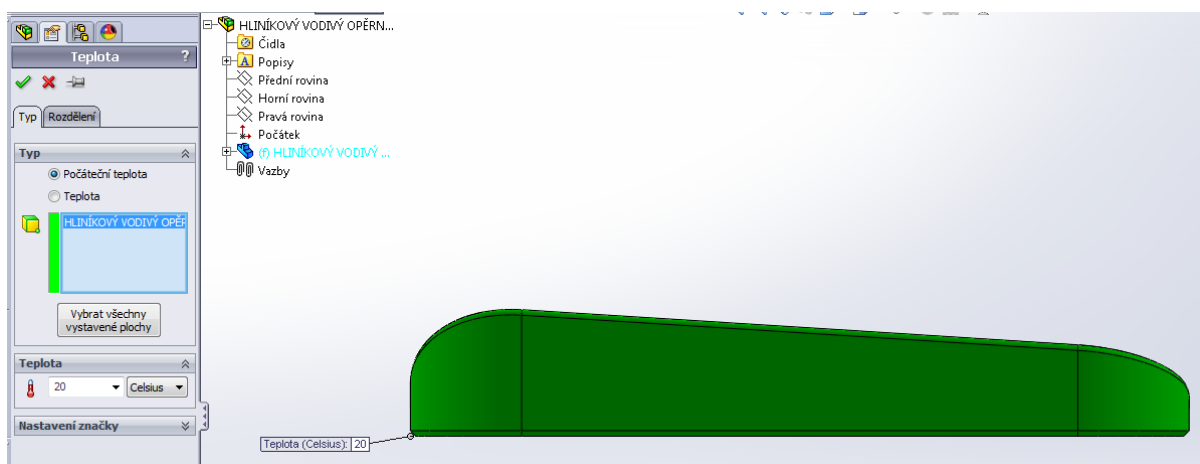 Teplota ?
Typ Rozdělení
Typ
Počáteční teplota
Teplota
HLINÍKOVÝ VODIVÝ OPĚR
Vybrat všechny
vystavené plochy
Teplota
20 Celsius
Nastavení značky
HLINÍKOVÝ VODIVÝ OPĚRN...
Čidla
A Popisy
Přední rovina
Horní rovina
Pravá rovina
Počátek
(f) HLINÍKOVÝ VODIVÝ ...
Vazby
Teplota (Celsius): 20